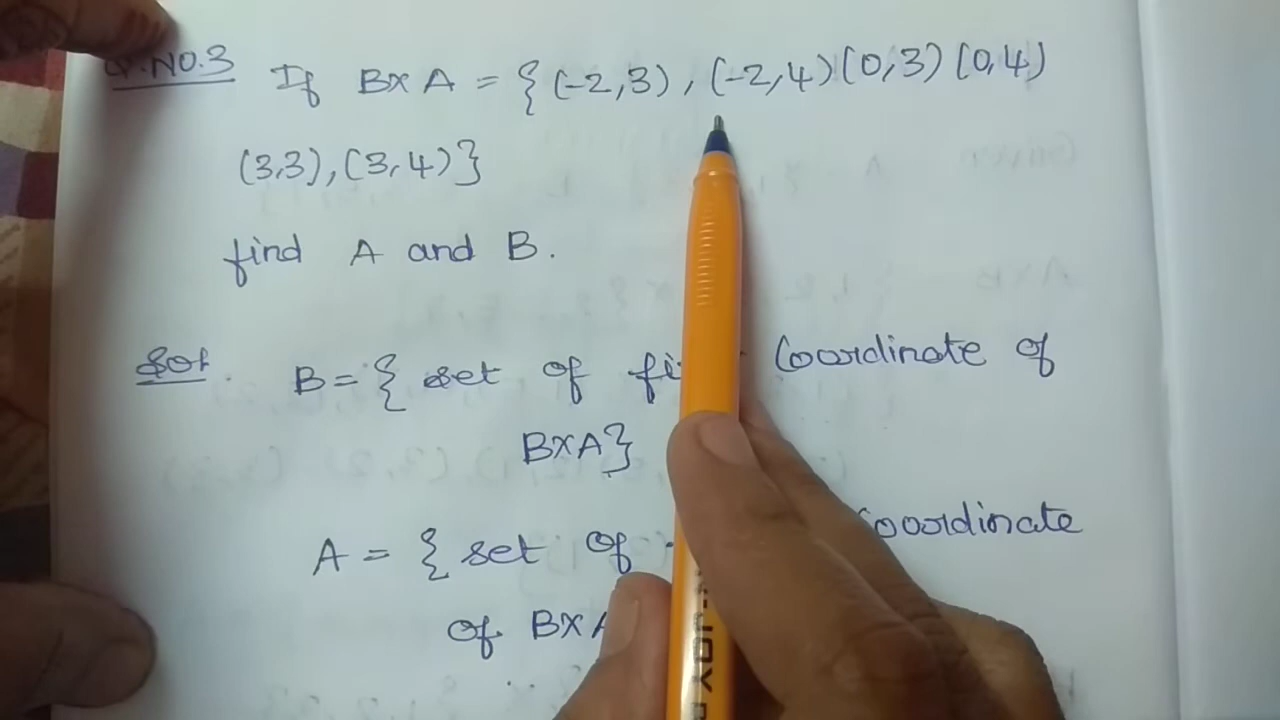 Q.NO.3 If B×A = {(-2,3), (-2,4)(0,3)(0,4)
(3,3),(3,4)}
find A and B.
Sol. B = { set of Coordinate of
B×A}
A = { set of Coordinate
of B×A